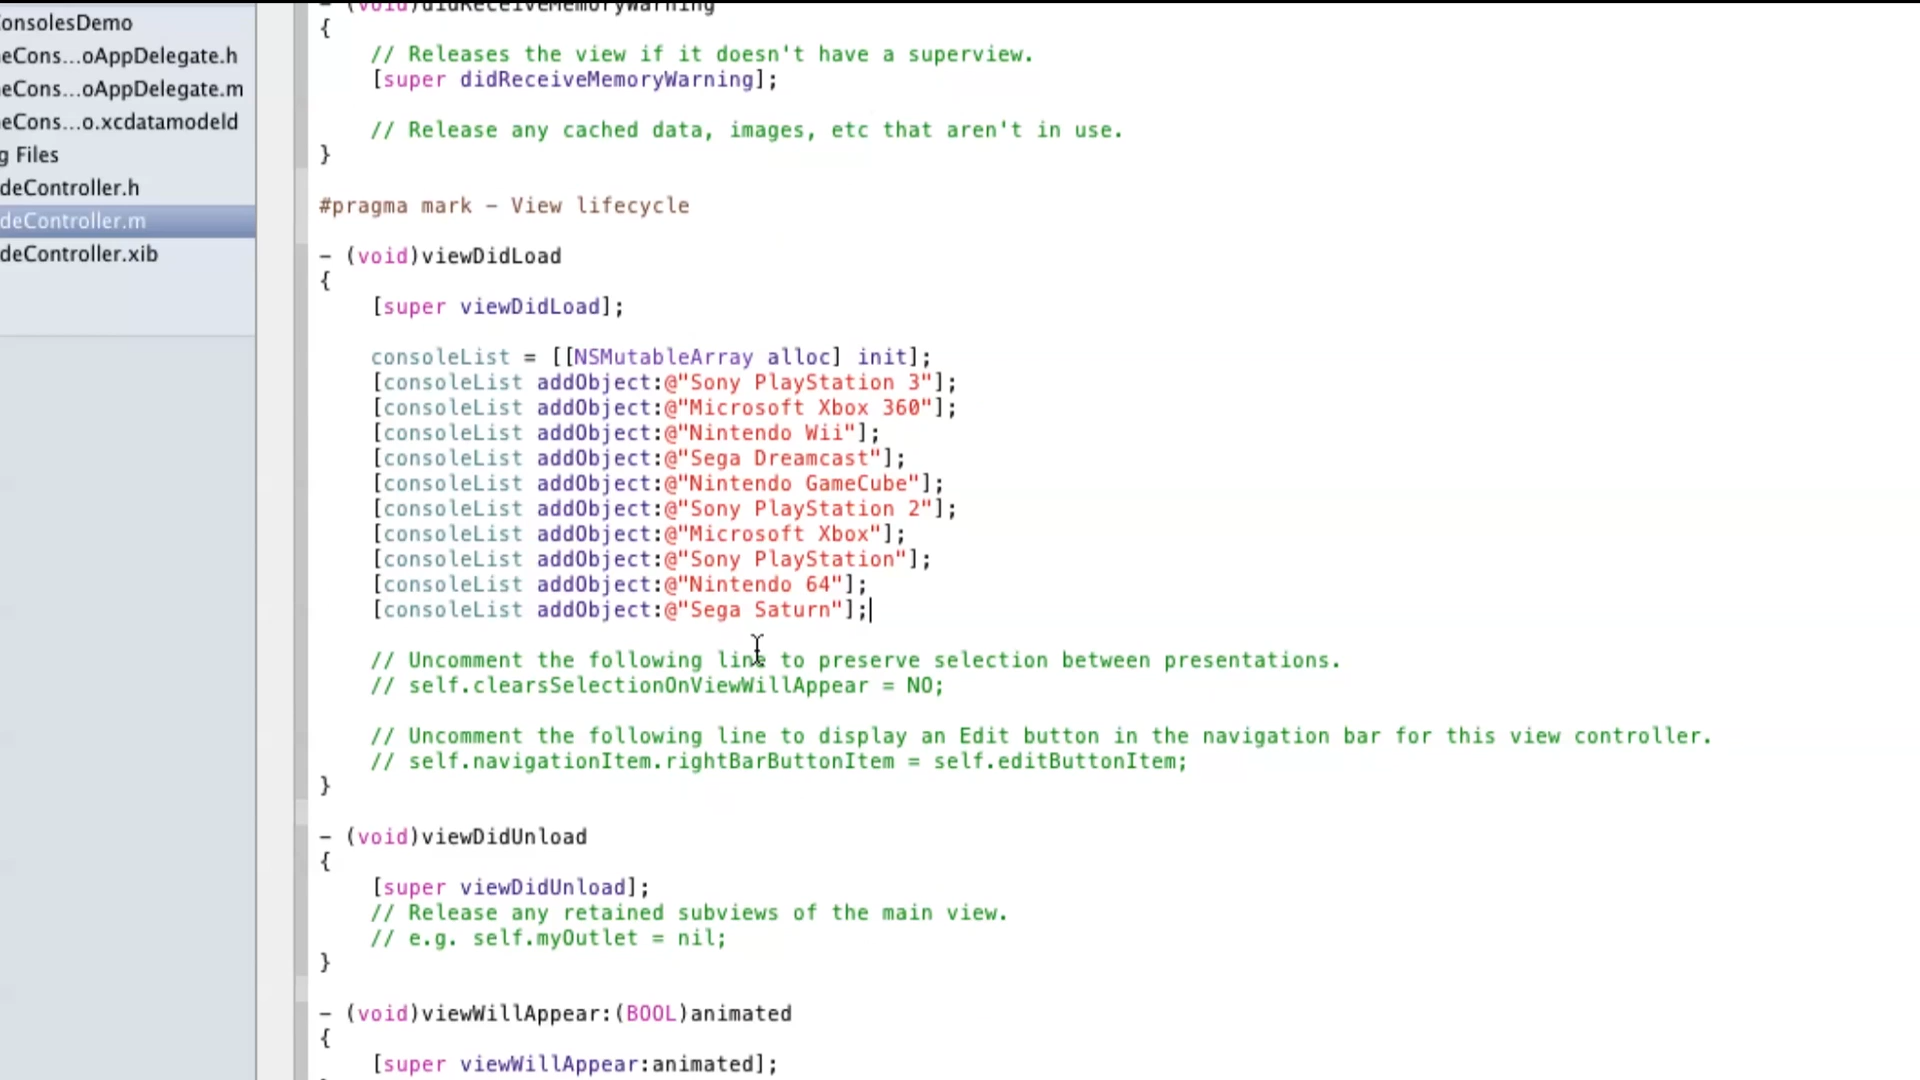 onsolesDemo
eCons...oAppDelegate.h
eCons...oAppDelegate.m
eCons...o.xcdatamodeld
g Files
deController.h
deController.m
deController.xib
- (void)didReceiveMemoryWarning
{
// Releases the view if it doesn't have a superview.
[super didReceiveMemoryWarning];
// Release any cached data, images, etc that aren't in use.
}
#pragma mark - View lifecycle
- (void)viewDidLoad
{
[super viewDidLoad];
consoleList = [[NSMutableArray alloc] init];
[consoleList addObject:@"Sony PlayStation 3"];
[consoleList addObject:@"Microsoft Xbox 360"];
[consoleList addObject:@"Nintendo Wii"];
[consoleList addObject:@"Sega Dreamcast"];
[consoleList addObject:@"Nintendo GameCube"];
[consoleList addObject:@"Sony PlayStation 2"];
[consoleList addObject:@"Microsoft Xbox"];
[consoleList addObject:@"Sony PlayStation"];
[consoleList addObject:@"Nintendo 64"];
[consoleList addObject:@"Sega Saturn"];
// Uncomment the following line to preserve selection between presentations.
// self.clearsSelectionOnViewWillAppear = NO;
// Uncomment the following line to display an Edit button in the navigation bar for this view controller.
// self.navigationItem.rightBarButtonItem = self.editButtonItem;
}
- (void)viewDidUnload
{
[super viewDidUnload];
// Release any retained subviews of the main view.
// e.g. self.myOutlet = nil;
}
- (void)viewWillAppear:(BOOL)animated
{
[super viewWillAppear:animated];